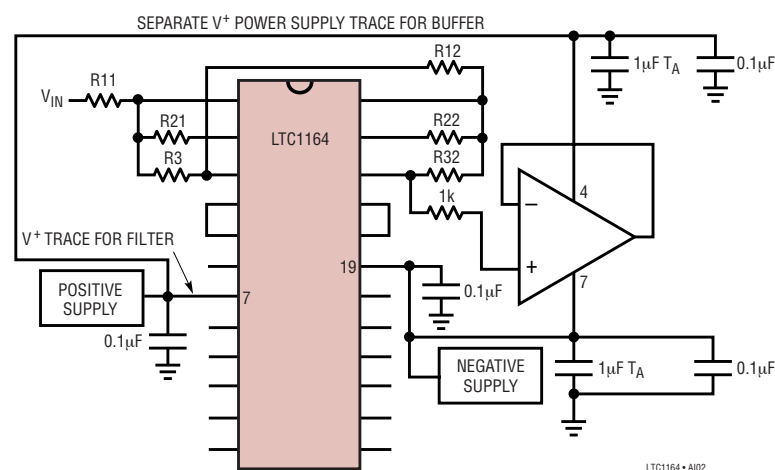 SEPARATE V+ POWER SUPPLY TRACE FOR BUFFER
R12
1µF TA
0.1µF
R11
VIN
R21
R22
LTC1164
R3
R32
1k
4
–
+
V+ TRACE FOR FILTER
19
7
POSITIVE
SUPPLY
7
0.1µF
0.1µF
NEGATIVE
SUPPLY
1µF TA
0.1µF
LTC1164 • AI02